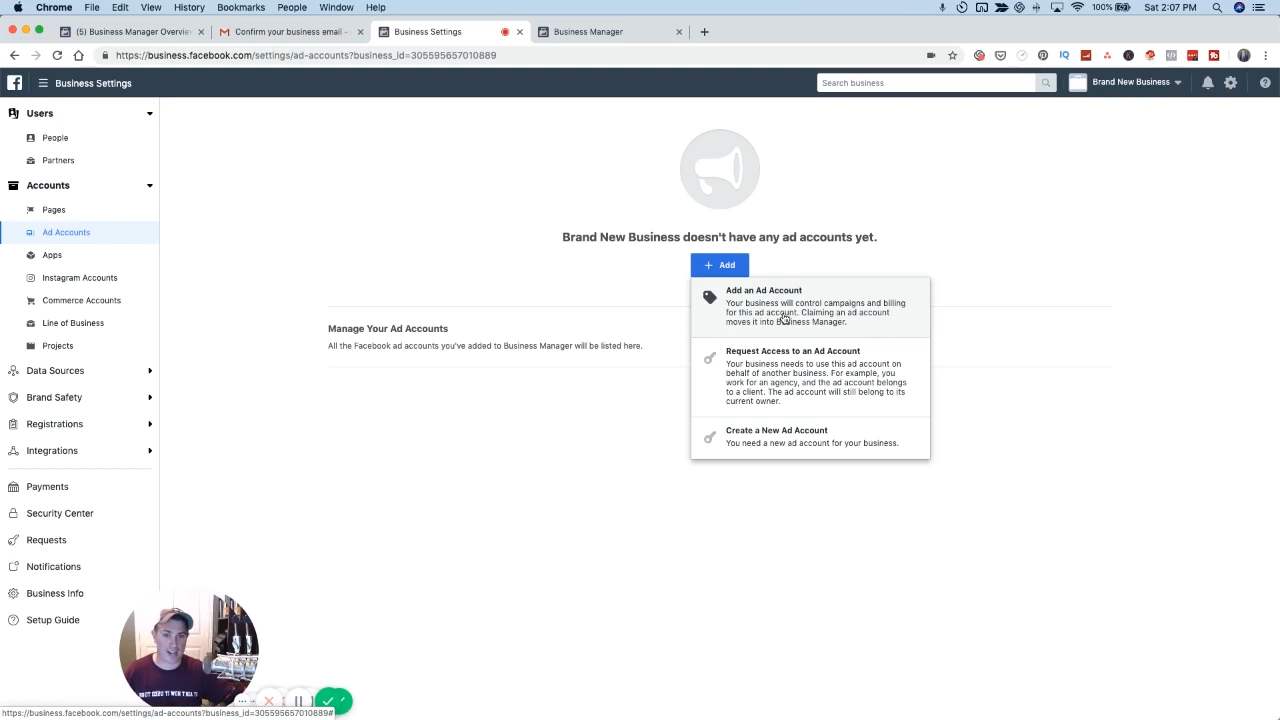 Chrome File Edit View History Bookmarks People Window Help
100% Sat 2:07 PM
(5) Business Manager Overvie
Confirm your business email -
Business Settings
Business Manager
https://business.facebook.com/settings/ad-accounts?business_id=305595657010889
Business Settings
Search business
Brand New Business
Users
People
Partners
Accounts
Pages
Ad Accounts
Apps
Instagram Accounts
Commerce Accounts
Line of Business
Projects
Data Sources
Brand Safety
Registrations
Integrations
Payments
Security Center
Requests
Notifications
Business Info
Setup Guide
Brand New Business doesn't have any ad accounts yet.
+ Add
Add an Ad Account
Your business will control campaigns and billing
for this ad account. Claiming an ad account
moves it into Business Manager.
Request Access to an Ad Account
Your business needs to use this ad account on
behalf of another business. For example, you
work for an agency, and the ad account belongs
to a client. The ad account will still belong to its
current owner.
Create a New Ad Account
You need a new ad account for your business.
Manage Your Ad Accounts
All the Facebook ad accounts you've added to Business Manager will be listed here.
https://business.facebook.com/settings/ad-accounts?business_id=305595657010889#